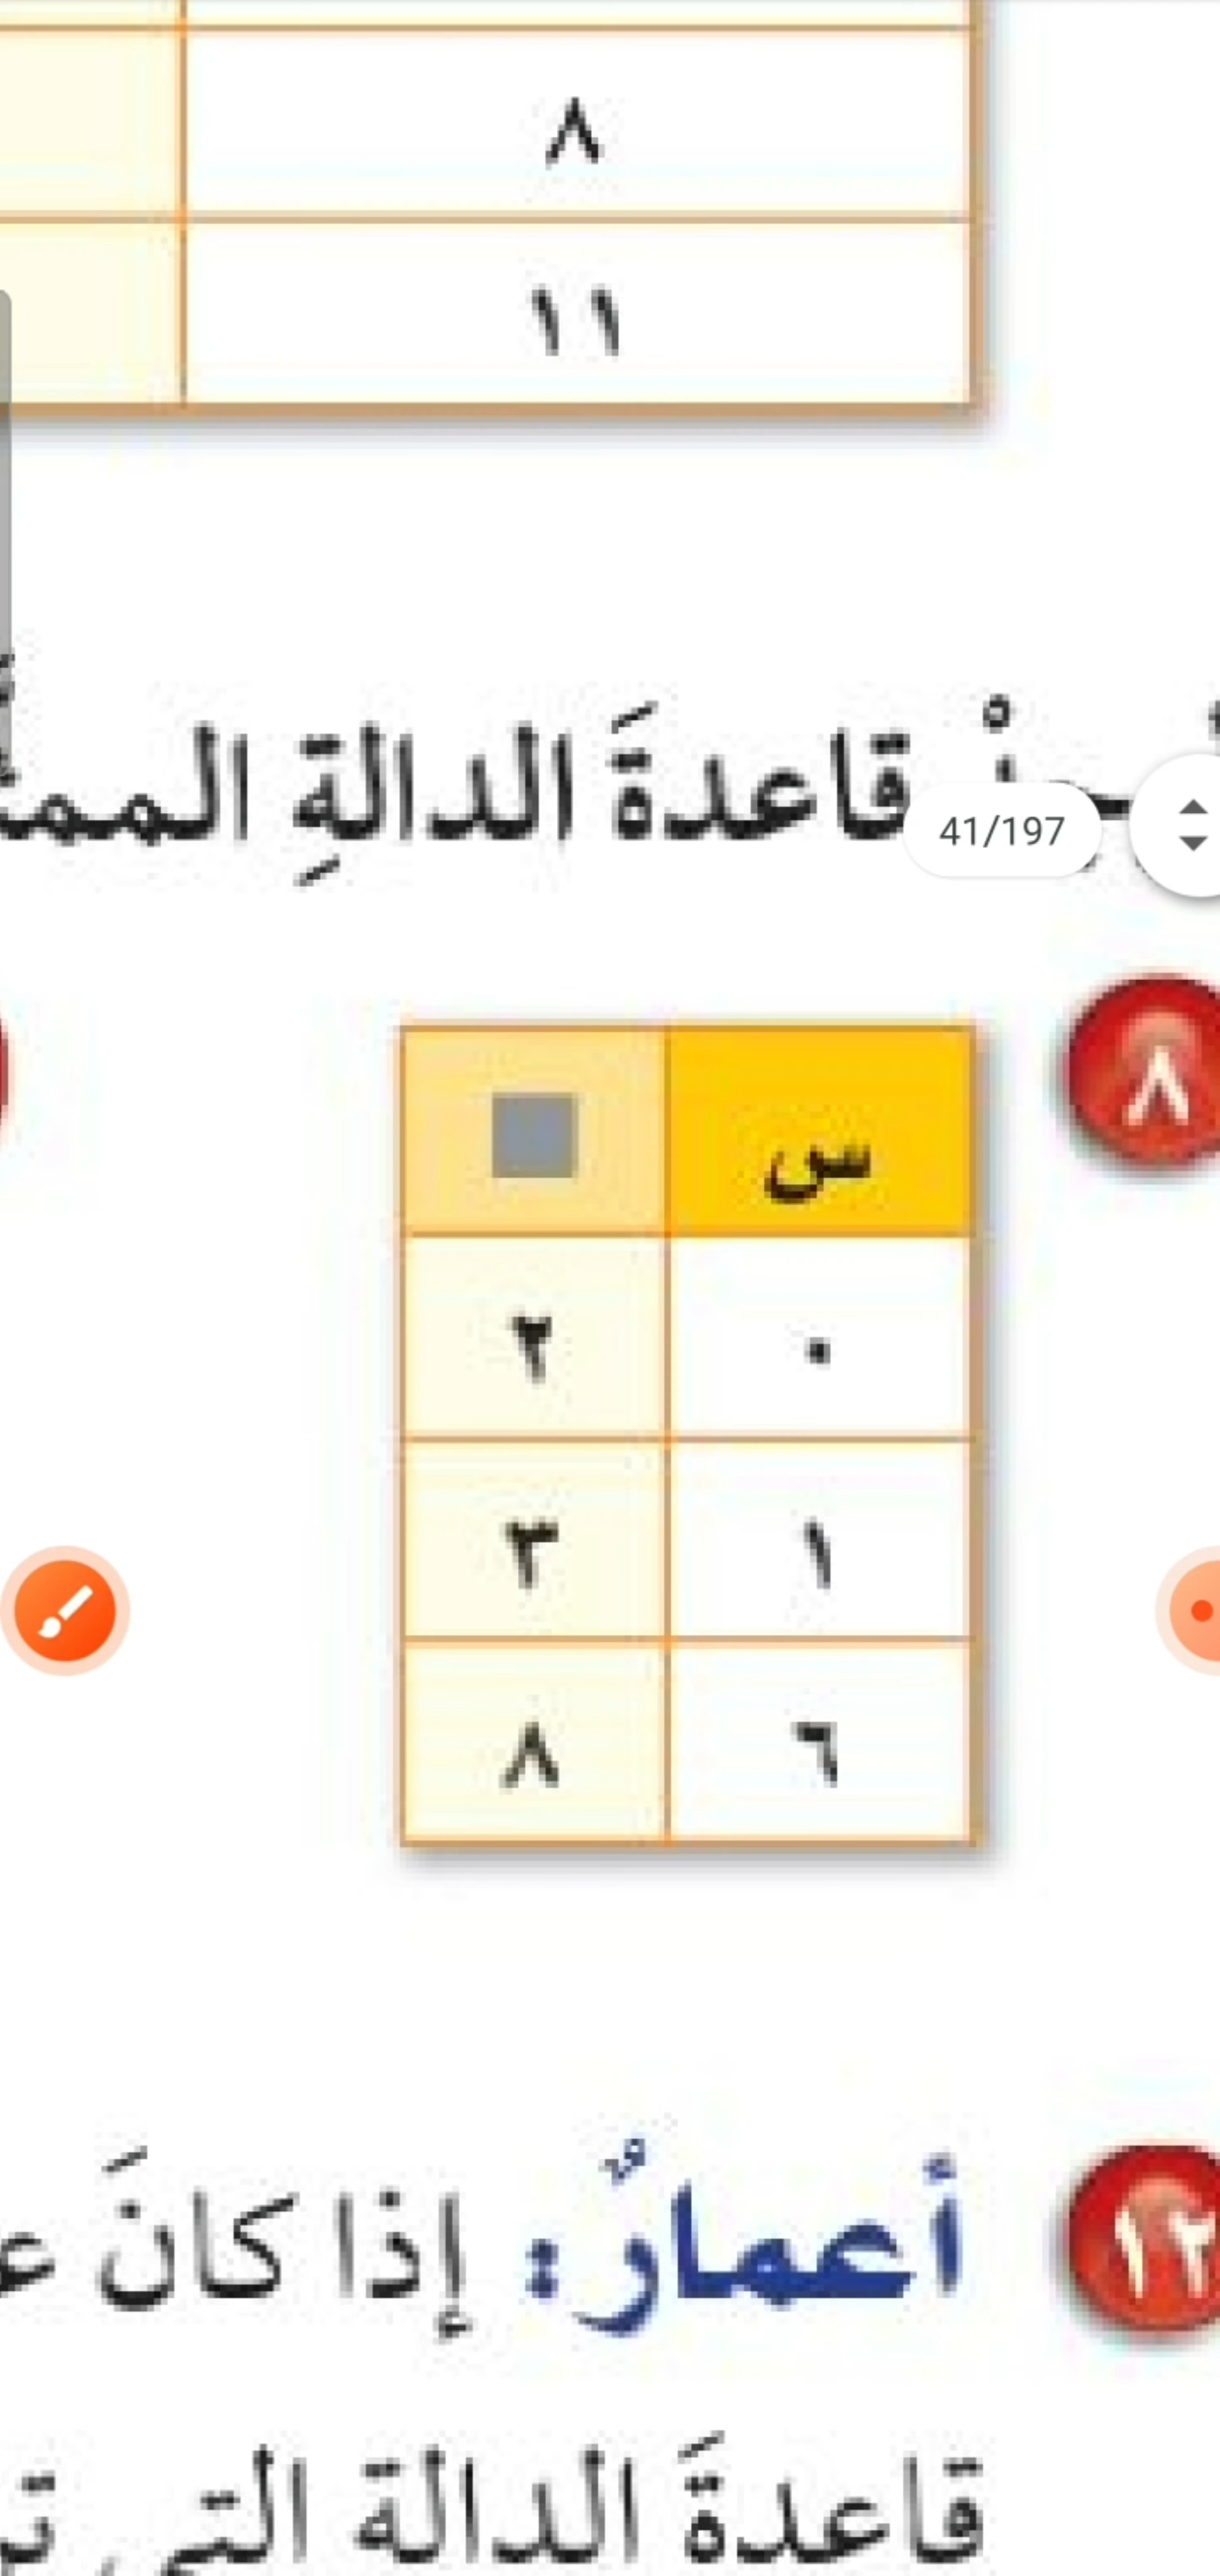 ٨
١١
قاعدةَ الدالةِ
41/197
٨
س
٠ ٢
١ ٣
٦ ٨
١٢ أعمارٌ: إذا كانَ
قاعدةَ الدالة التي